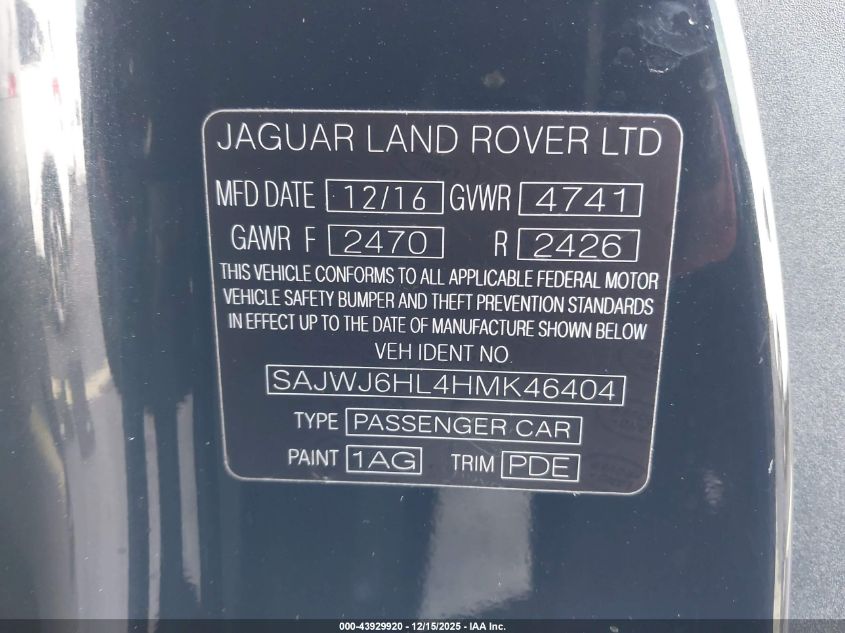 JAGUAR LAND ROVER LTD
MFD DATE 12/16 GVWR 4741
GAWR F 2470 R 2426
THIS VEHICLE CONFORMS TO ALL APPLICABLE FEDERAL MOTOR
VEHICLE SAFETY BUMPER AND THEFT PREVENTION STANDARDS
IN EFFECT UP TO THE DATE OF MANUFACTURE SHOWN BELOW
VEH IDENT NO.
SAJWJ6HL4HMK46404
TYPE PASSENGER CAR
PAINT 1AG TRIM PDE
000-43929920 - 12/15/2025 - IAA Inc.